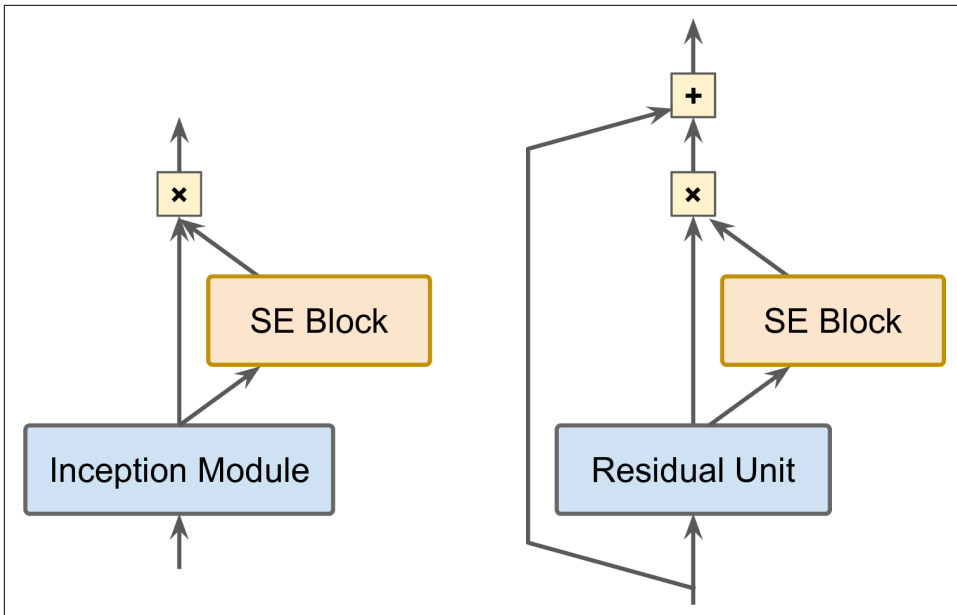 ×
SE Block
Inception Module
+
×
SE Block
Residual Unit